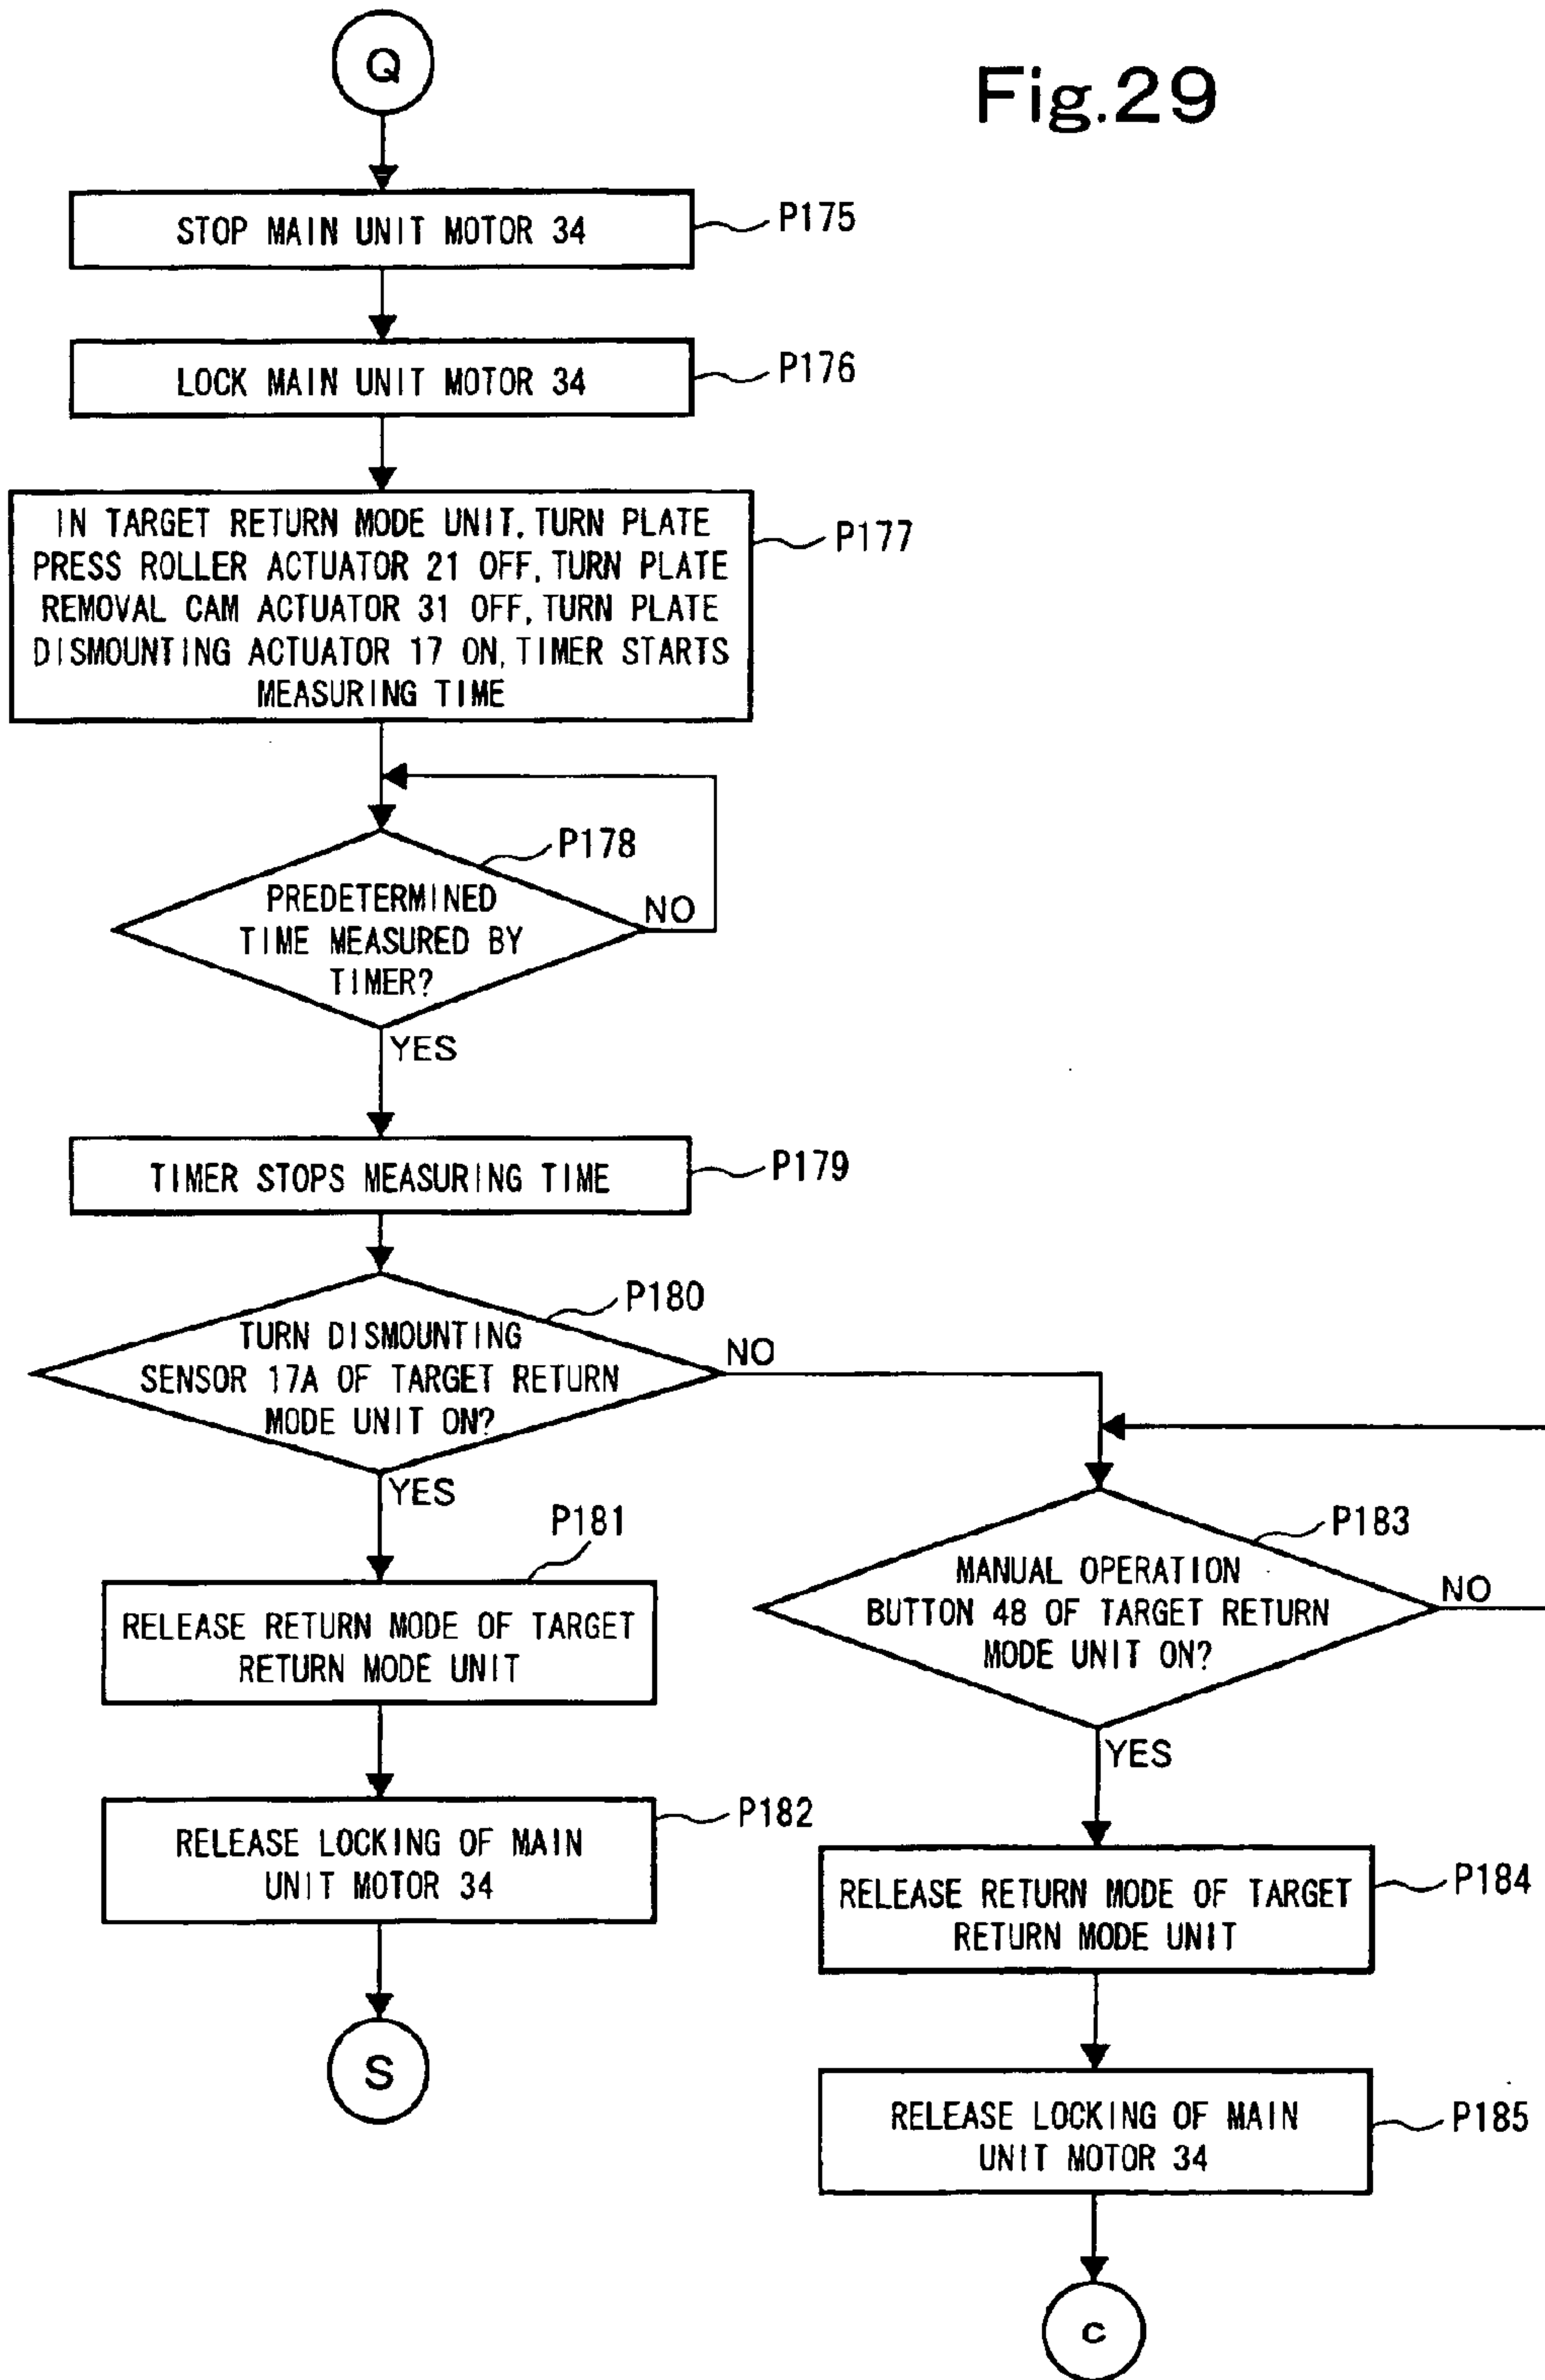 Q
Fig.29
STOP MAIN UNIT MOTOR 34
P175
LOCK MAIN UNIT MOTOR 34
P176
IN TARGET RETURN MODE UNIT, TURN PLATE
PRESS ROLLER ACTUATOR 21 OFF, TURN PLATE
REMOVAL CAM ACTUATOR 31 OFF, TURN PLATE
DISMOUNTING ACTUATOR 17 ON, TIMER STARTS
MEASURING TIME
P177
P178
PREDETERMINED
TIME MEASURED BY
TIMER?
NO
YES
TIMER STOPS MEASURING TIME
P179
P180
TURN DISMOUNTING
SENSOR 17A OF TARGET RETURN
MODE UNIT ON?
NO
YES
P181
RELEASE RETURN MODE OF TARGET
RETURN MODE UNIT
P182
RELEASE LOCKING OF MAIN
UNIT MOTOR 34
S
P183
MANUAL OPERATION
BUTTON 48 OF TARGET RETURN
MODE UNIT ON?
NO
YES
P184
RELEASE RETURN MODE OF TARGET
RETURN MODE UNIT
P185
RELEASE LOCKING OF MAIN
UNIT MOTOR 34
c